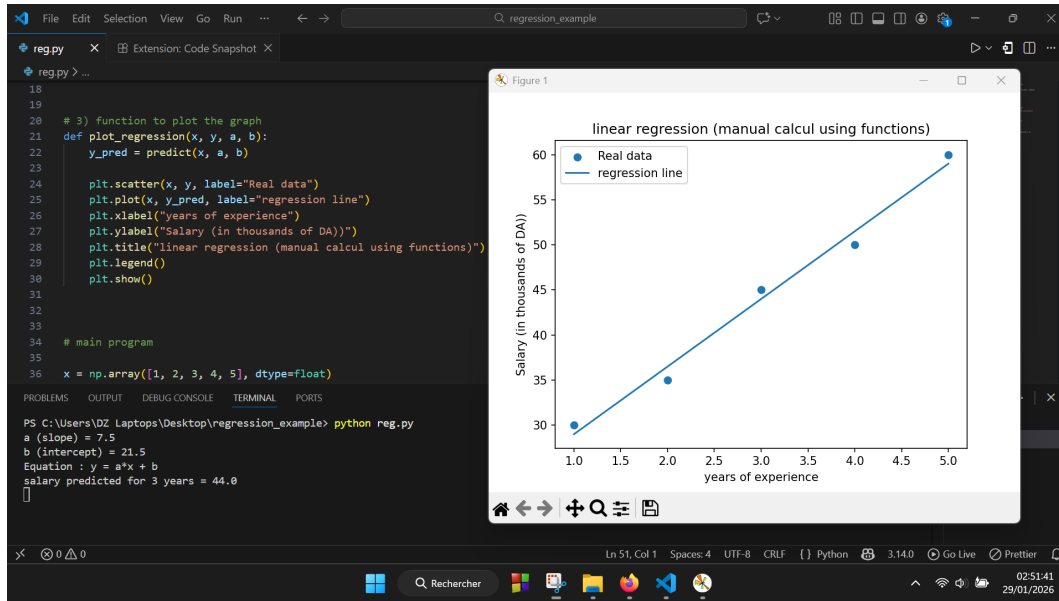 File Edit Selection View Go Run ··· regression_example
reg.py Extension: Code Snapshot
reg.py > ...
18
19
20 # 3) function to plot the graph
21 def plot_regression(x, y, a, b):
22 y_pred = predict(x, a, b)
23
24 plt.scatter(x, y, label="Real data")
25 plt.plot(x, y_pred, label="regression line")
26 plt.xlabel("years of experience")
27 plt.ylabel("Salary (in thousands of DA))")
28 plt.title("linear regression (manual calcul using functions)")
29 plt.legend()
30 plt.show()
31
32
33
34 # main program
35
36 x = np.array([1, 2, 3, 4, 5], dtype=float)
PROBLEMS OUTPUT DEBUG CONSOLE TERMINAL PORTS
PS C:\Users\DZ Laptops\Desktop\regression_example> python reg.py
a (slope) = 7.5
b (intercept) = 21.5
Equation : y = a*x + b
salary predicted for 3 years = 44.0
Figure 1
linear regression (manual calcul using functions)
Real data
regression line
60
55
50
45
40
35
30
Salary (in thousands of DA))
1.0 1.5 2.0 2.5 3.0 3.5 4.0 4.5 5.0
years of experience
0 0 Ln 51, Col 1 Spaces: 4 UTF-8 CRLF { } Python 3.14.0 Go Live Prettier
Rechercher
02:51:41
29/01/2026